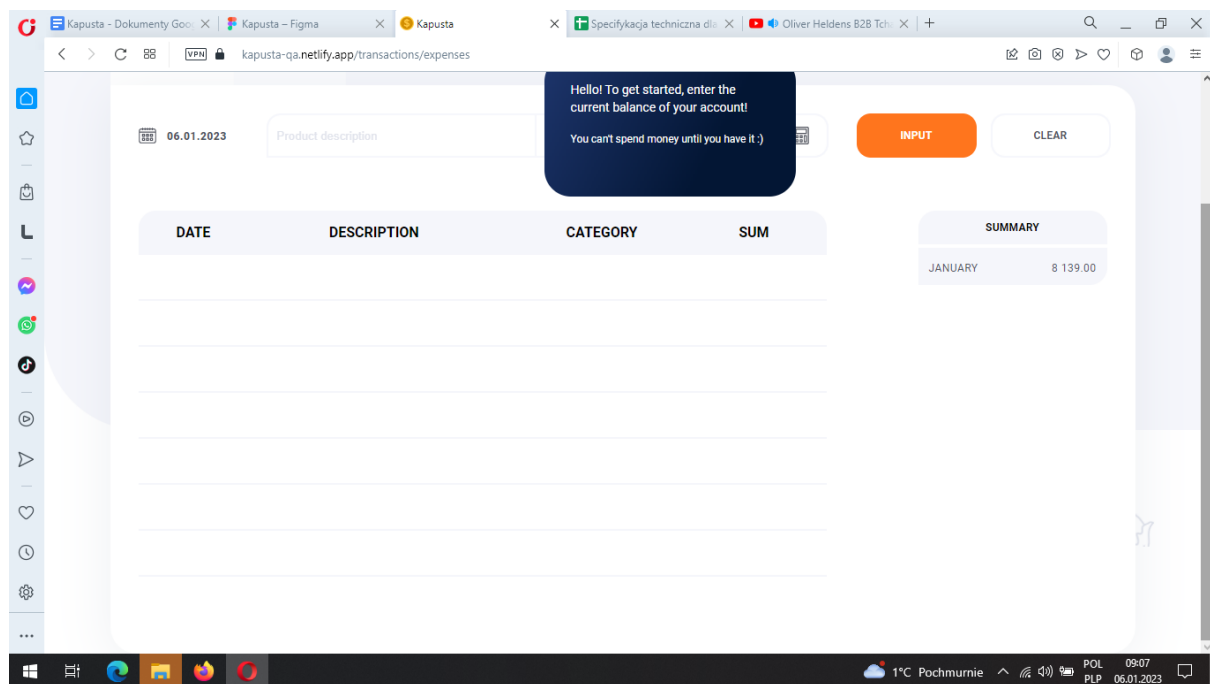 Kapusta - Dokumenty Goo
Kapusta – Figma
Kapusta
Specyfikacja techniczna dla
Oliver Heldens B2B Tch
VPN
kapusta-qa.netlify.app/transactions/expenses
Hello! To get started, enter the
current balance of your account!
You can't spend money until you have it :)
06.01.2023
Product description
INPUT
CLEAR
DATE
DESCRIPTION
CATEGORY
SUM
SUMMARY
JANUARY
8 139.00
1°C Pochmurnie
POL
PLP
09:07
06.01.2023